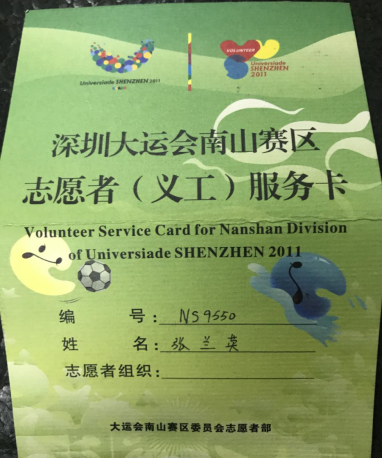 Universiade SHENZHEN 2011
VOLUNTEER
Universiade
SHENZHEN
2011
深圳大运会南山赛区
志愿者（义工）服务卡
Volunteer Service Card for Nanshan Division
of Universiade SHENZHEN 2011
编 号：NS9550
姓 名：张兰英
志愿者组织：
大运会南山赛区委员会志愿者部